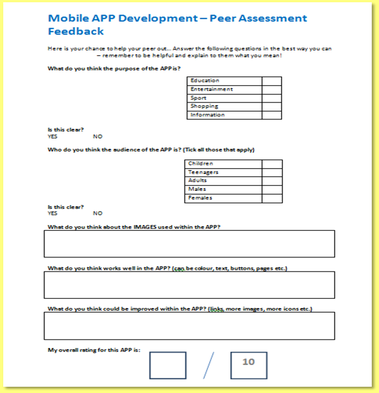 Mobile APP Development – Peer Assessment
Feedback
Here is your chance to help your peer out... Answer the following questions in the best way you can
– remember to be helpful and explain to them what you mean!
What do you think the purpose of the APP is?
Education
Entertainment
Sport
Shopping
Information
Is this clear?
YES NO
Who do you think the audience of the APP is? (Tick all those that apply)
Children
Teenagers
Adults
Males
Females
Is this clear?
YES NO
What do you think about the IMAGES used within the APP?
What do you think works well in the APP? (can be colour, text, buttons, pages etc.)
What do you think could be improved within the APP? (links, more images, more icons etc.)
My overall rating for this APP is:
/ 10